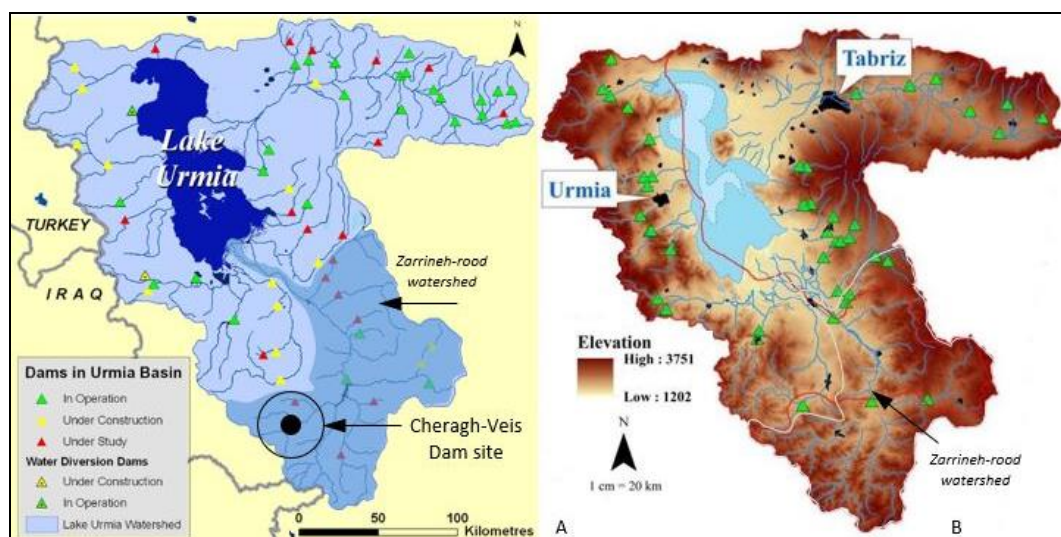 N
Lake
Urmia
TURKEY
I R A Q
Zarrineh-rood
watershed
Cheragh-Veis
Dam site
Dams in Urmia Basin
In Operation
Under Construction
Under Study
Water Diversion Dams
Under Construction
In Operation
Lake Urmia Watershed
0 50 100
Kilometres
A
Tabriz
Urmia
Elevation
High : 3751
Low : 1202
N
1 cm = 20 km
Zarrineh-rood
watershed
B